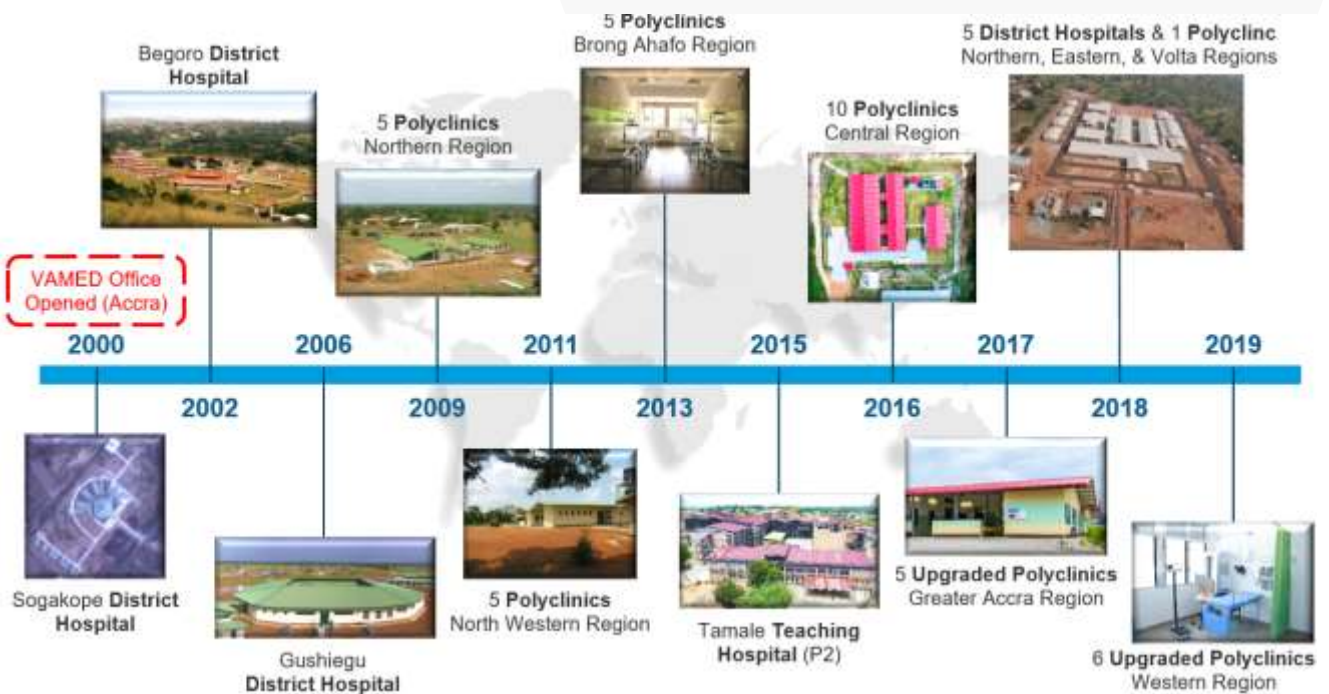 5 Polyclinics
Brong Ahafo Region
5 District Hospitals & 1 Polyclinc
Northern, Eastern, & Volta Regions
Begoro District
Hospital
5 Polyclinics
Northern Region
10 Polyclinics
Central Region
VAMED Office
Opened (Accra)
2000
2006
2011
2015
2017
2019
2002
2009
2013
2016
2018
Sogakope District
Hospital
Gushiegu
District Hospital
5 Polyclinics
North Western Region
Tamale Teaching
Hospital (P2)
5 Upgraded Polyclinics
Greater Accra Region
6 Upgraded Polyclinics
Western Region